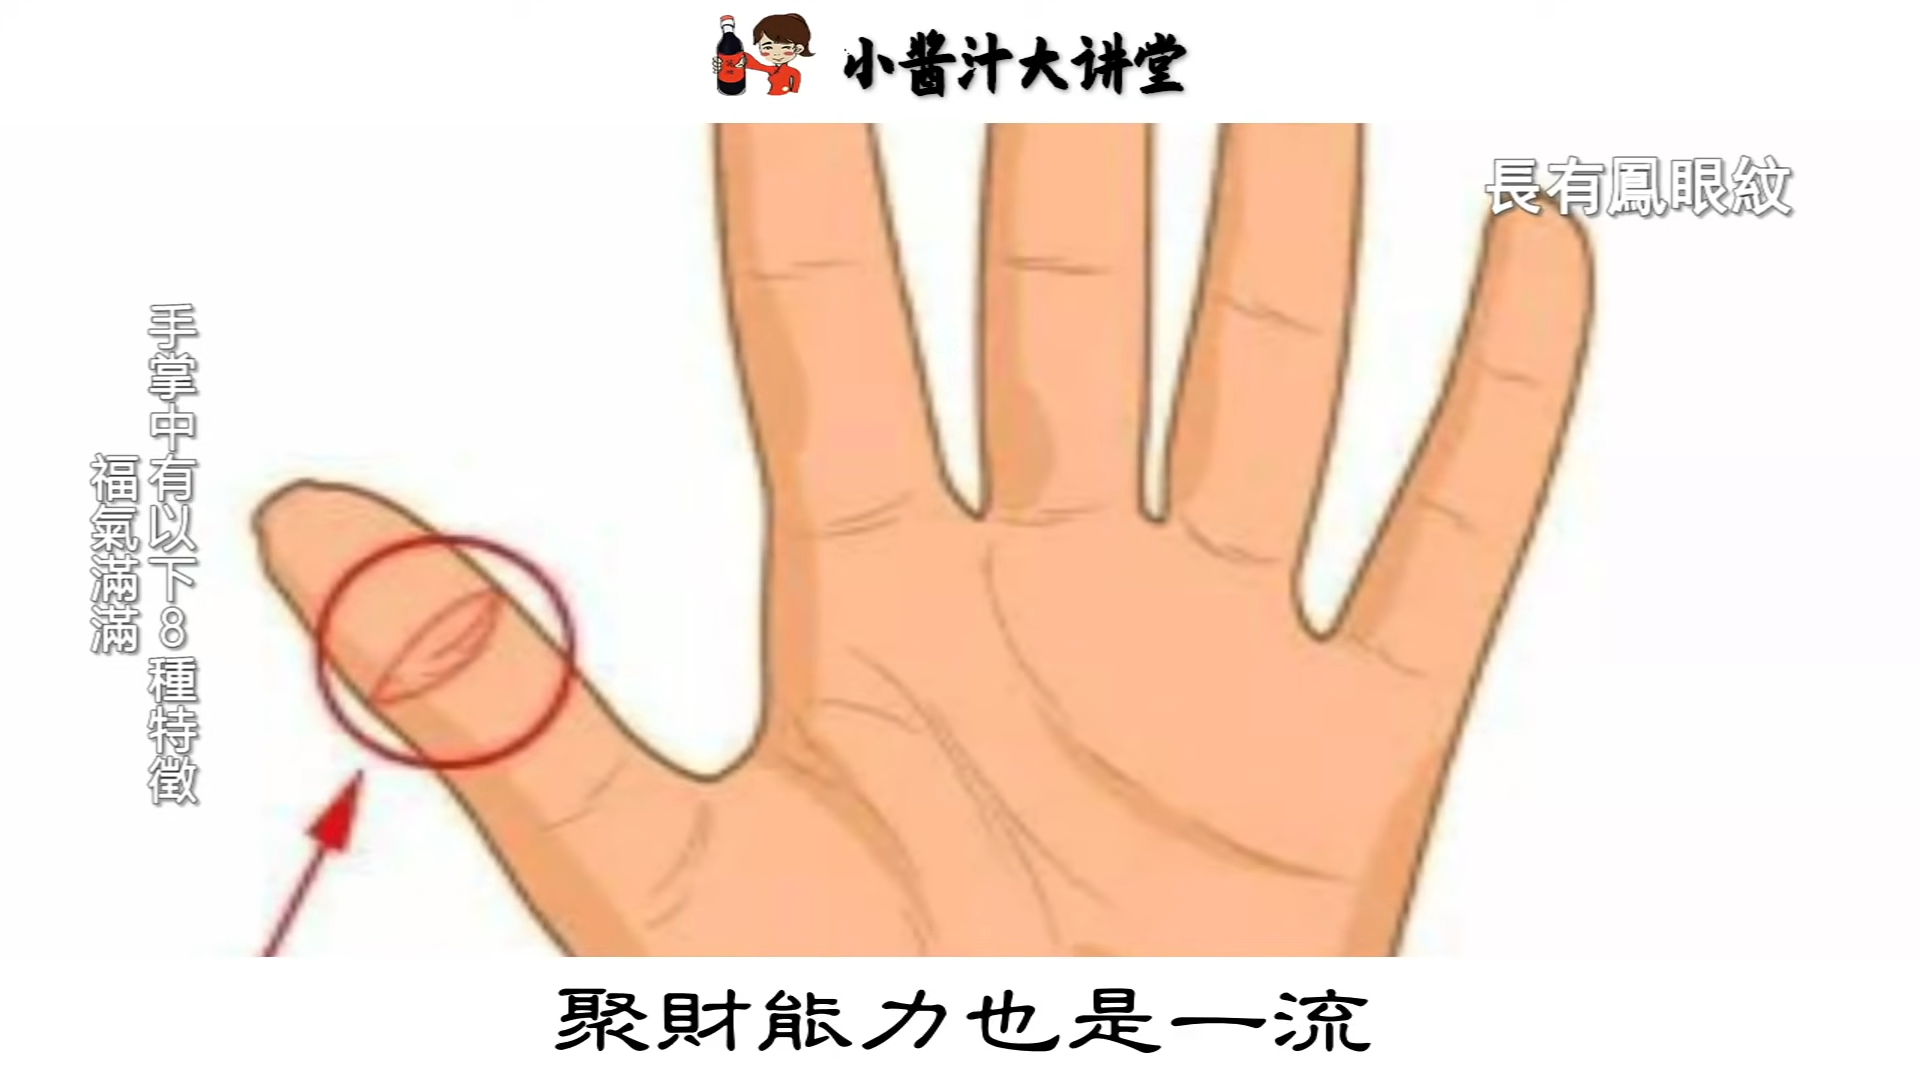 小酱汁大讲堂
長有鳳眼紋
手掌中有以下8種特徵
福氣滿滿
聚財能力也是一流